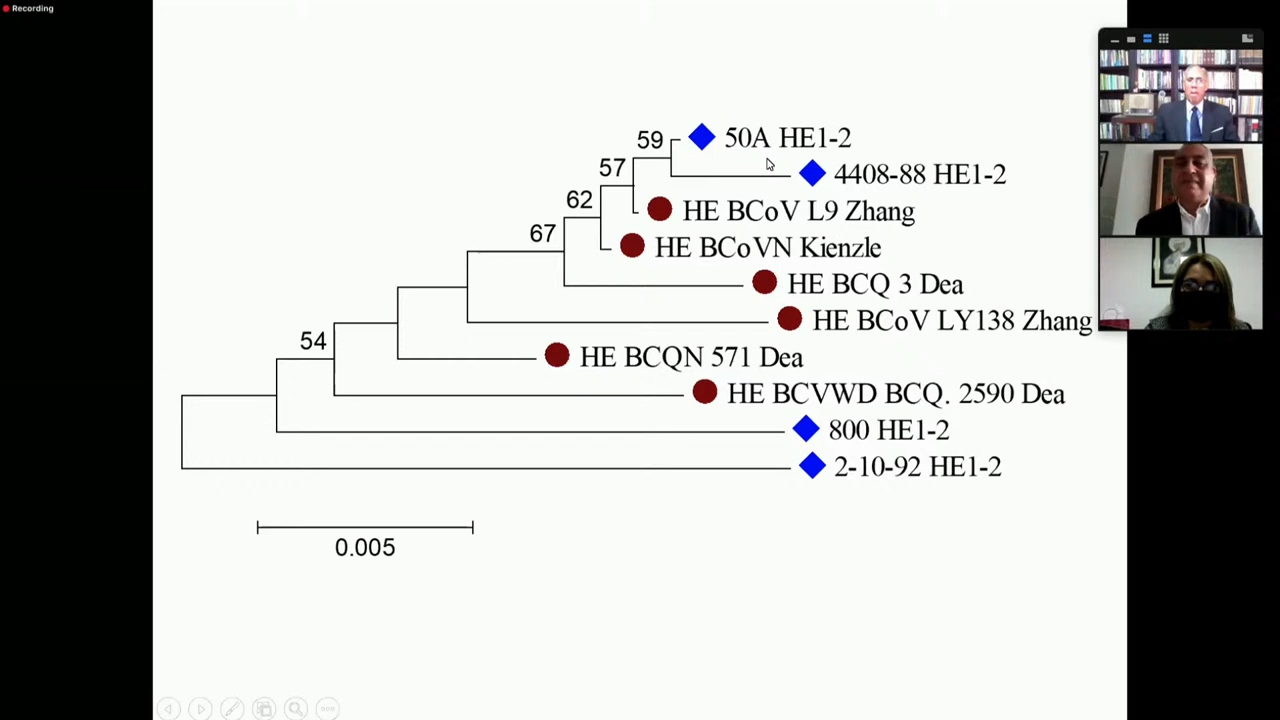 Recording
59
50A HE1-2
57
4408-88 HE1-2
62
HE BCoV L9 Zhang
67
HE BCoVN Kienzle
HE BCQ 3 Dea
HE BCoV LY138 Zhang
54
HE BCQN 571 Dea
HE BCVWD BCQ. 2590 Dea
800 HE1-2
2-10-92 HE1-2
0.005